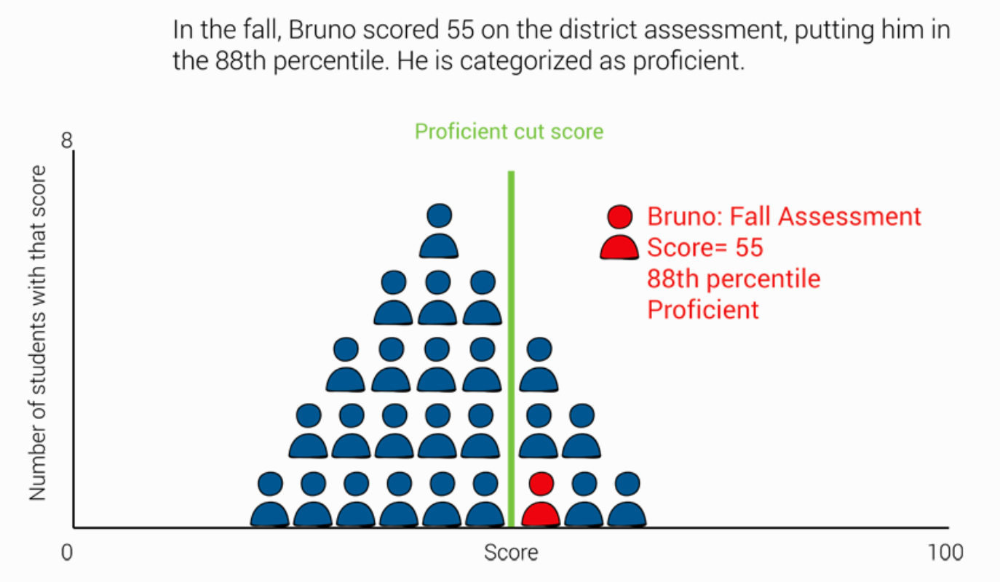 In the fall, Bruno scored 55 on the district assessment, putting him in
the 88th percentile. He is categorized as proficient.
Proficient cut score
8
Number of students with that score
Bruno: Fall Assessment
Score= 55
88th percentile
Proficient
0
Score
100